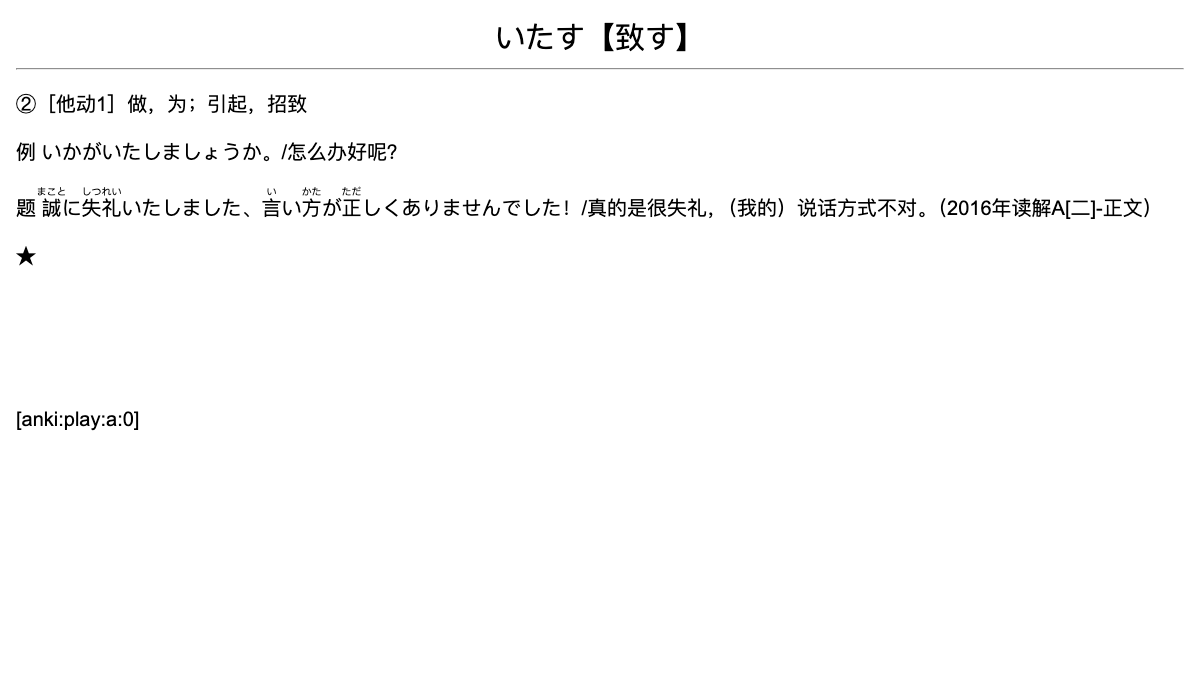 いたす【致す】
②［他动1］做，为；引起，招致
例 いかがいたしましょうか。/怎么办好呢?
まこと しつれい い かた ただ
题 誠に失礼いたしました、言い方が正しくありませんでした！/真的是很失礼，（我的）说话方式不对。（2016年读解A[二]-正文）
★
[anki:play:a:0]